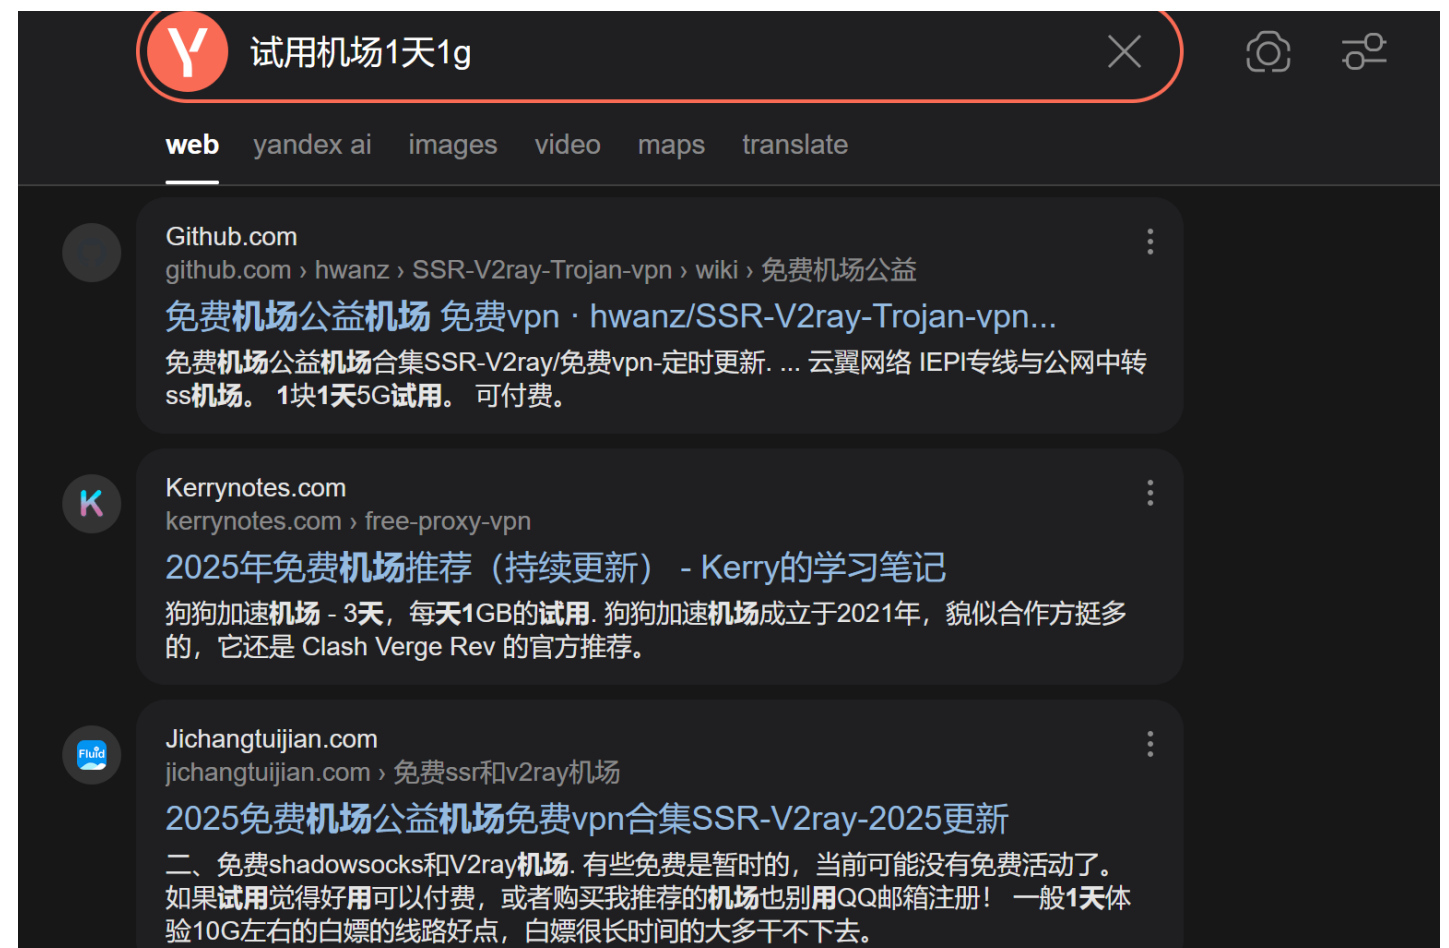 试用机场1天1g
web yandex ai images video maps translate
Github.com
github.com › hwanz › SSR-V2ray-Trojan-vpn › wiki › 免费机场公益
免费机场公益机场 免费vpn · hwanz/SSR-V2ray-Trojan-vpn...
免费机场公益机场合集SSR-V2ray/免费vpn-定时更新. ... 云翼网络 IEPl专线与公网中转
ss机场。 1块1天5G试用。 可付费。
K
Kerrynotes.com
kerrynotes.com › free-proxy-vpn
2025年免费机场推荐（持续更新） - Kerry的学习笔记
狗狗加速机场 - 3天，每天1GB的试用. 狗狗加速机场成立于2021年，貌似合作方挺多
的，它还是 Clash Verge Rev 的官方推荐。
Fluid
Jichangtuijian.com
jichangtuijian.com › 免费ssr和v2ray机场
2025免费机场公益机场免费vpn合集SSR-V2ray-2025更新
二、免费shadowsocks和V2ray机场. 有些免费是暂时的，当前可能没有免费活动了。
如果试用觉得好用可以付费，或者购买我推荐的机场也别用QQ邮箱注册！ 一般1天体
验10G左右的白嫖的线路好点，白嫖很长时间的大多干不下去。